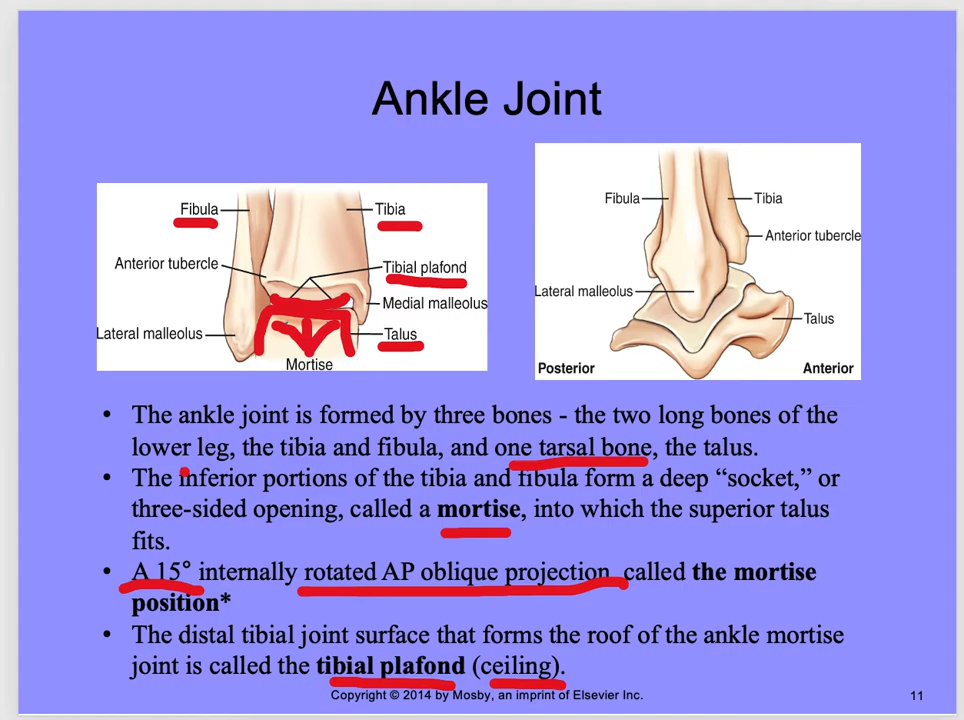 Ankle Joint
Fibula
Tibia
Anterior tubercle
Tibial plafond
Medial malleolus
Lateral malleolus
Talus
Mortise
Fibula
Tibia
Anterior tubercle
Lateral malleolus
Talus
Posterior
Anterior
• The ankle joint is formed by three bones - the two long bones of the
lower leg, the tibia and fibula, and one tarsal bone, the talus.
• The inferior portions of the tibia and fibula form a deep “socket,” or
three-sided opening, called a mortise, into which the superior talus
fits.
• A 15° internally rotated AP oblique projection called the mortise
position*
• The distal tibial joint surface that forms the roof of the ankle mortise
joint is called the tibial plafond (ceiling).
Copyright © 2014 by Mosby, an imprint of Elsevier Inc.
11